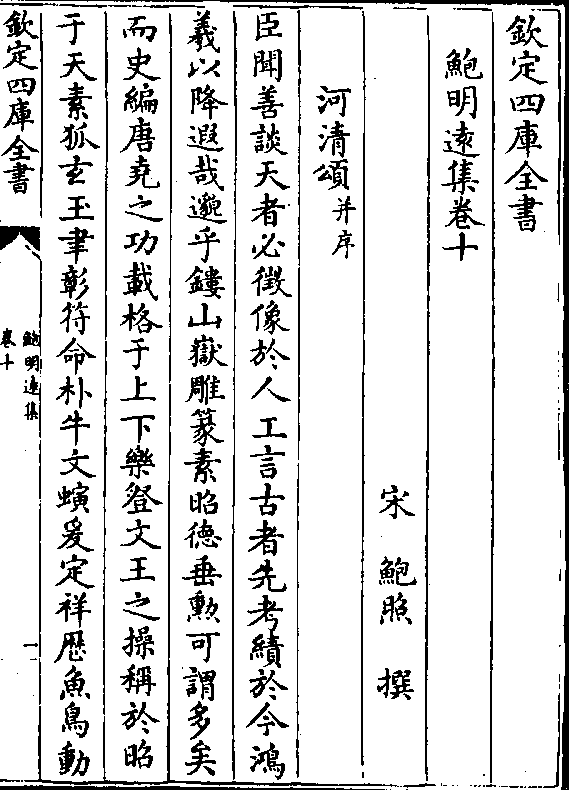 欽定四庫全書
鮑明遠集卷十
宋 鮑照 撰
河清頌并序
臣聞善談天者必徵像於人工言古者先考績於今鴻
羲以降遐哉邈乎鏤山嶽雕篆素昭德垂勲可謂多矣
而史編唐堯之功載格于上下樂登文王之操稱於昭
于天素狐玄玉聿彰符命朴牛文螾爰定祥歴魚鳥動
欽定四庫全書
鮑明遠集
卷十
一